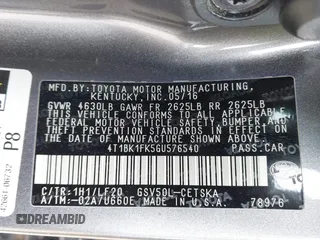 MFD. BY: TOYOTA MOTOR MANUFACTURING,
KENTUCKY, INC. 05/16
GVWR 4630LB GAWR FR 2625LB RR 2625LB
THIS VEHICLE CONFORMS TO ALL APPLICABLE
FEDERAL MOTOR VEHICLE SAFETY, BUMPER, AND
THEFT PREVENTION STANDARDS IN EFFECT ON
THE DATE OF MANUFACTURE SHOWN ABOVE.
4T1BK1FK5GU576540 PASS.CAR
C/TR:1H1/LF20 GSV50L-CETSKA
A/TM:-02A/U660E MADE IN U.S.A. 78976
P8
© DREAMBID